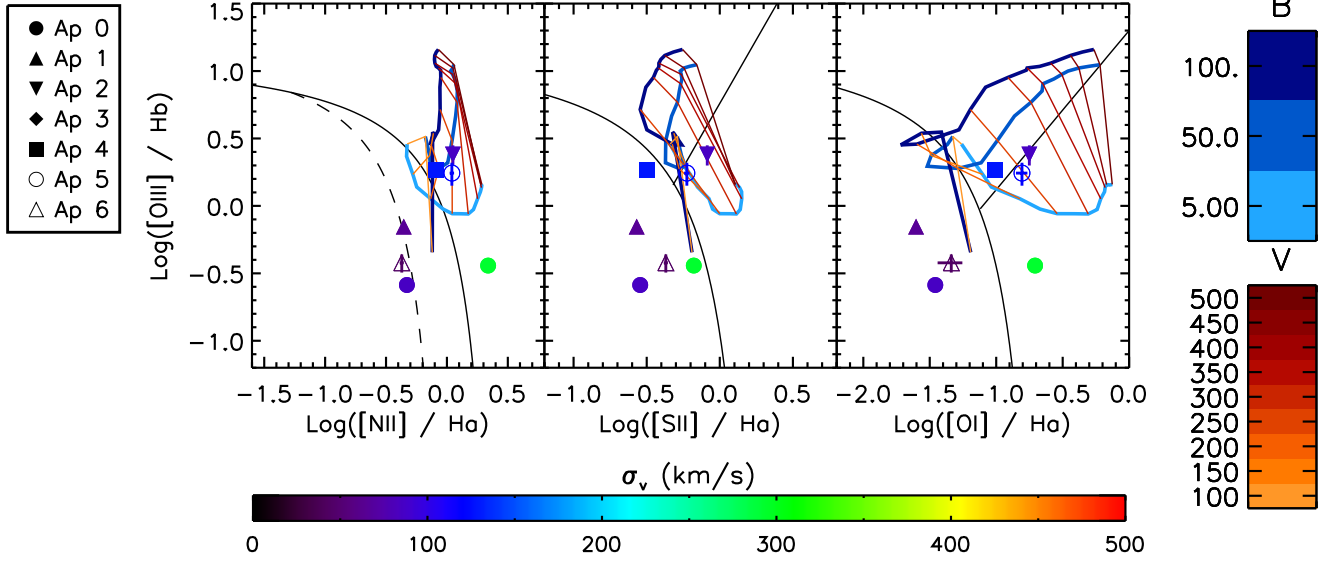 Ap 0
Ap 1
Ap 2
Ap 3
Ap 4
Ap 5
Ap 6
Log([OIII] / Hb)
1.5
1.0
0.5
0.0
−0.5
−1.0
−1.5 −1.0 −0.5 0.0 0.5
Log([NII] / Ha)
−1.0 −0.5 0.0 0.5
Log([SII] / Ha)
−2.0 −1.5 −1.0 −0.5 0.0
Log([OI] / Ha)
B
100.
50.0
5.00
V
500
450
400
350
300
250
200
150
100
σv (km/s)
0 100 200 300 400 500